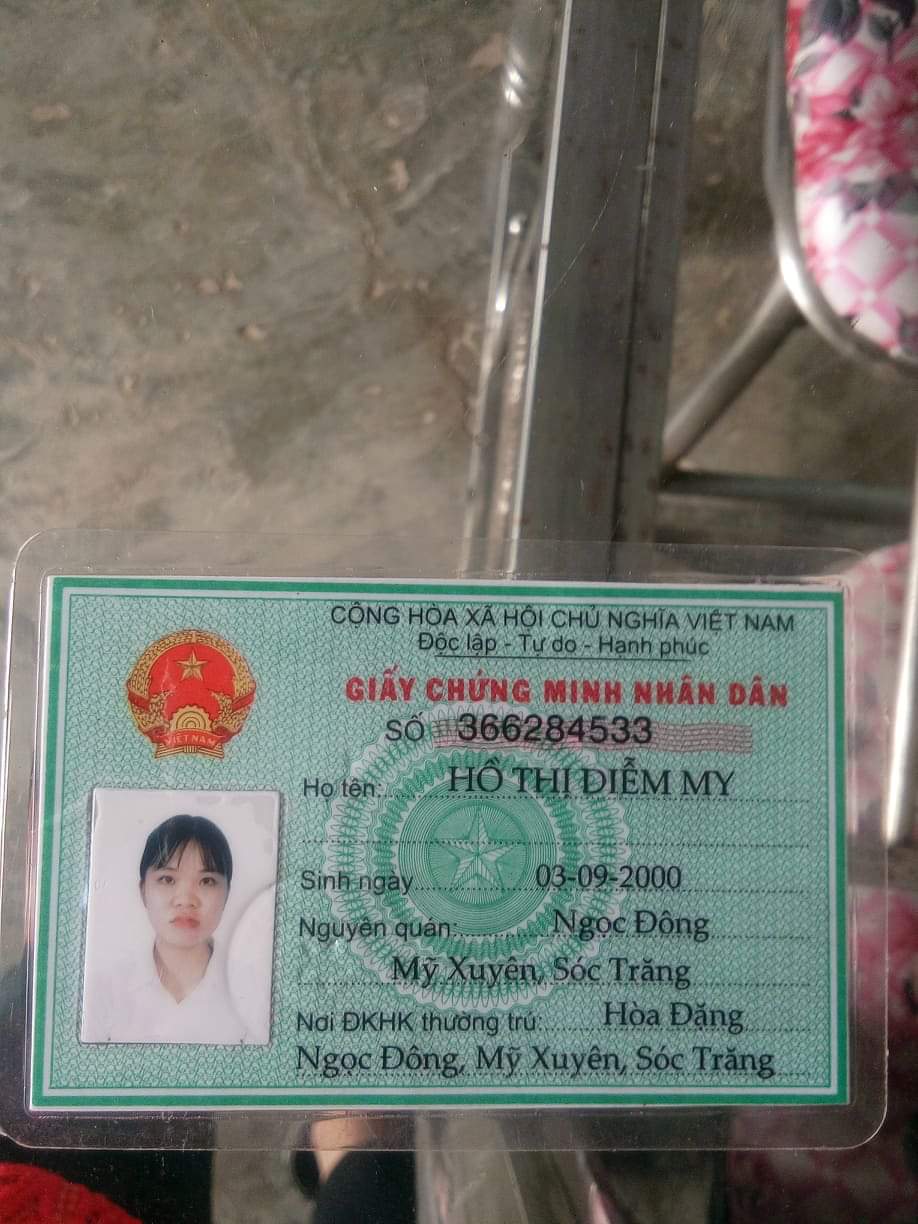 CỘNG HÒA XÃ HỘI CHỦ NGHĨA VIỆT NAM
Độc lập - Tự do - Hạnh phúc
GIẤY CHỨNG MINH NHÂN DÂN
SỐ 366284533
Họ tên: HỒ THỊ DIỄM MY
Sinh ngày 03-09-2000
Nguyên quán: Ngọc Đông
Mỹ Xuyên, Sóc Trăng
Nơi ĐKHK thường trú: Hòa Đặng
Ngọc Đông, Mỹ Xuyên, Sóc Trăng
VIỆT NAM